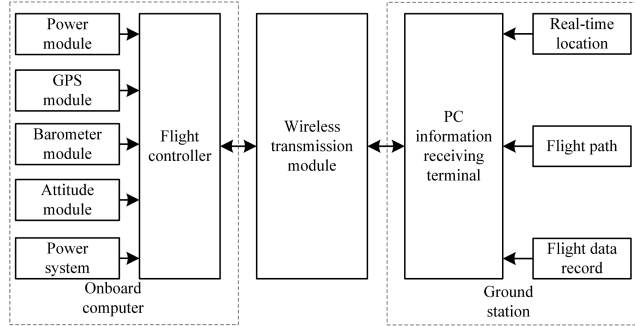 Power
module
GPS
module
Barometer
module
Attitude
module
Power
system
Onboard
computer
Flight
controller
Wireless
transmission
module
PC
information
receiving
terminal
Real-time
location
Flight path
Flight data
record
Ground
station